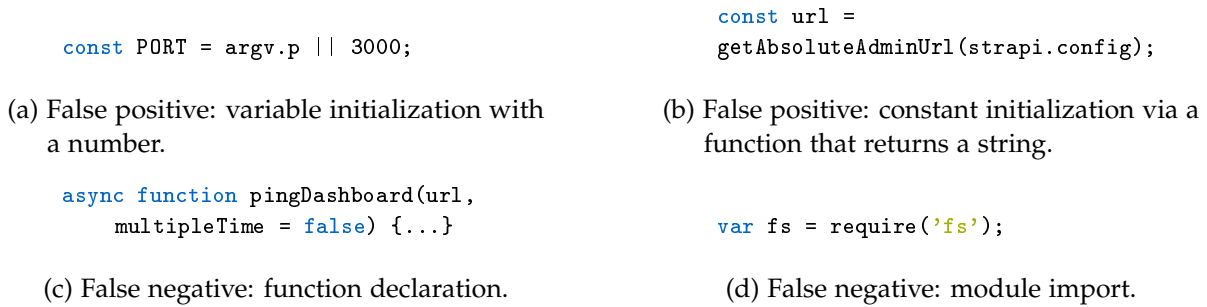 const PORT = argv.p || 3000;
(a) False positive: variable initialization with
a number.
const url =
getAbsoluteAdminUrl(strapi.config);
(b) False positive: constant initialization via a
function that returns a string.
async function pingDashboard(url,
multipleTime = false) {...}
(c) False negative: function declaration.
var fs = require(’fs’);
(d) False negative: module import.